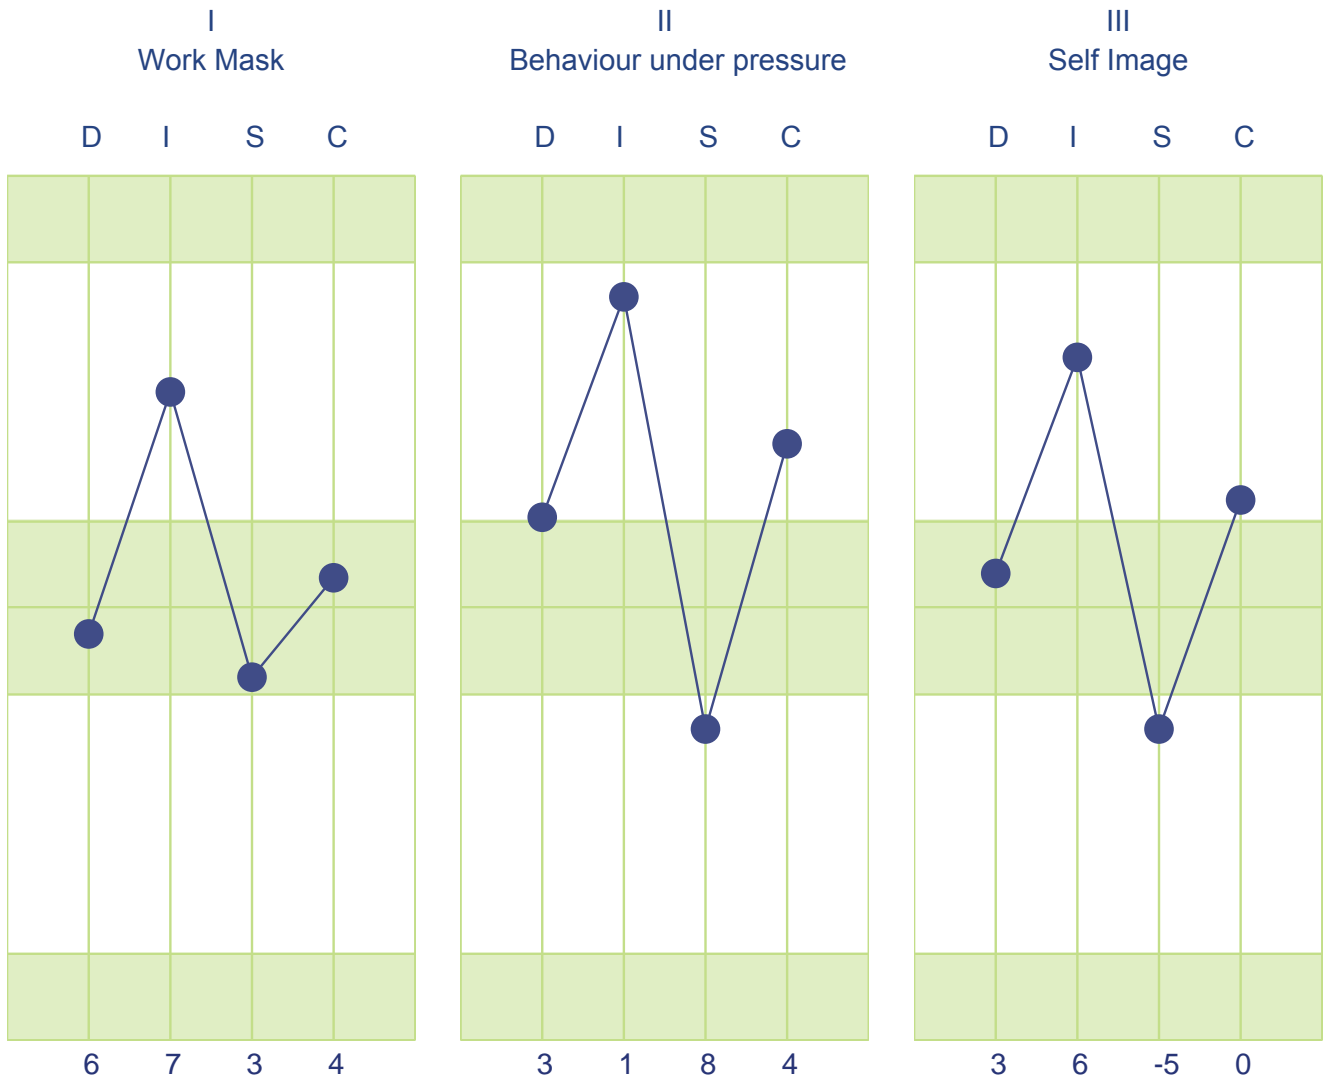 I
Work Mask
D I S C
6 7 3 4
II
Behaviour under pressure
D I S C
3 1 8 4
III
Self Image
D I S C
3 6 -5 0